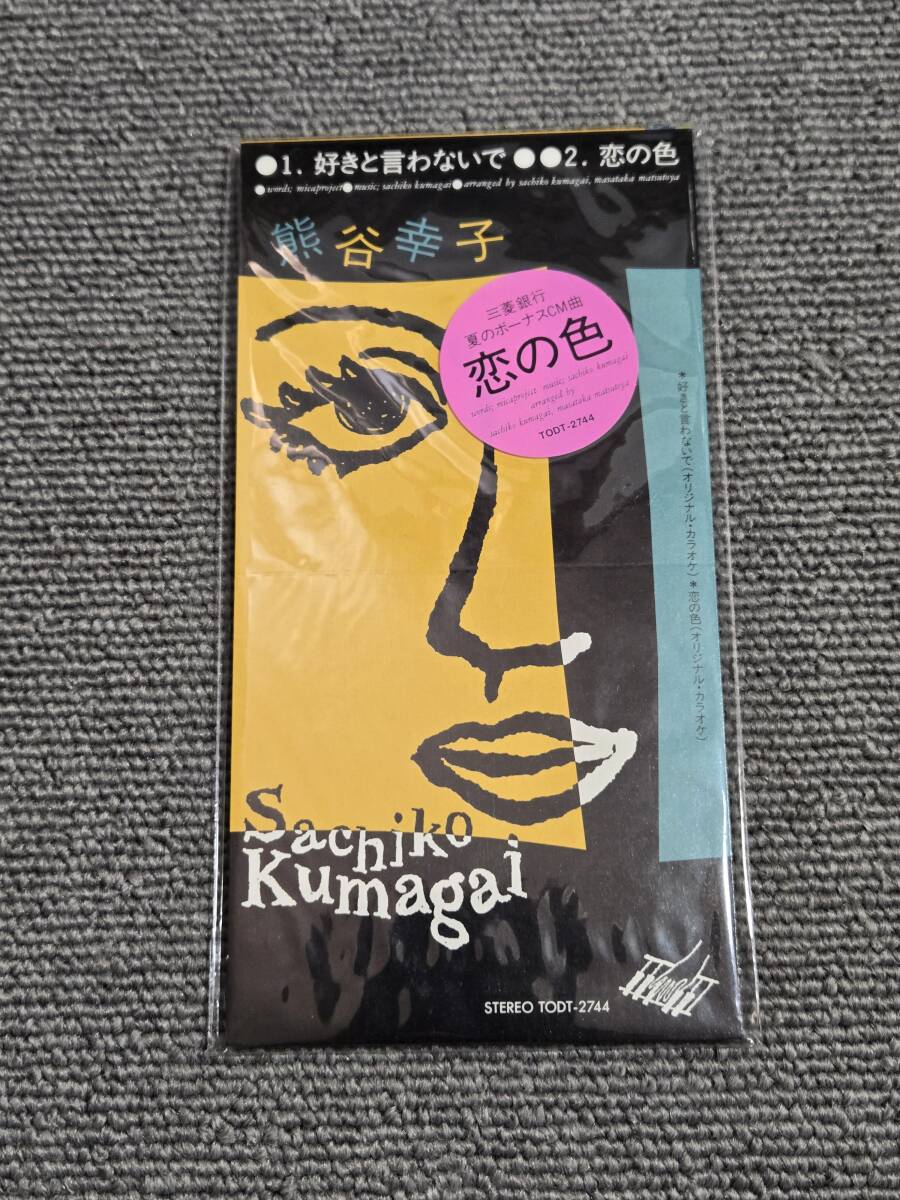 ●1. 好きと言わないで ●●2. 恋の色
●words; micaproject●music; sachiko kumagai●arranged by sachiko kumagai, masataka matsutoya
熊谷幸子
三菱銀行
夏のボーナスCM曲
恋の色
words; micaproject music; sachiko kumagai
arranged by
sachiko kumagai, masataka matsutoya
TODT-2744
*好きと言わないで(オリジナル・カラオケ)*恋の色(オリジナル・カラオケ)
Sachiko
Kumagai
STEREO TODT-2744